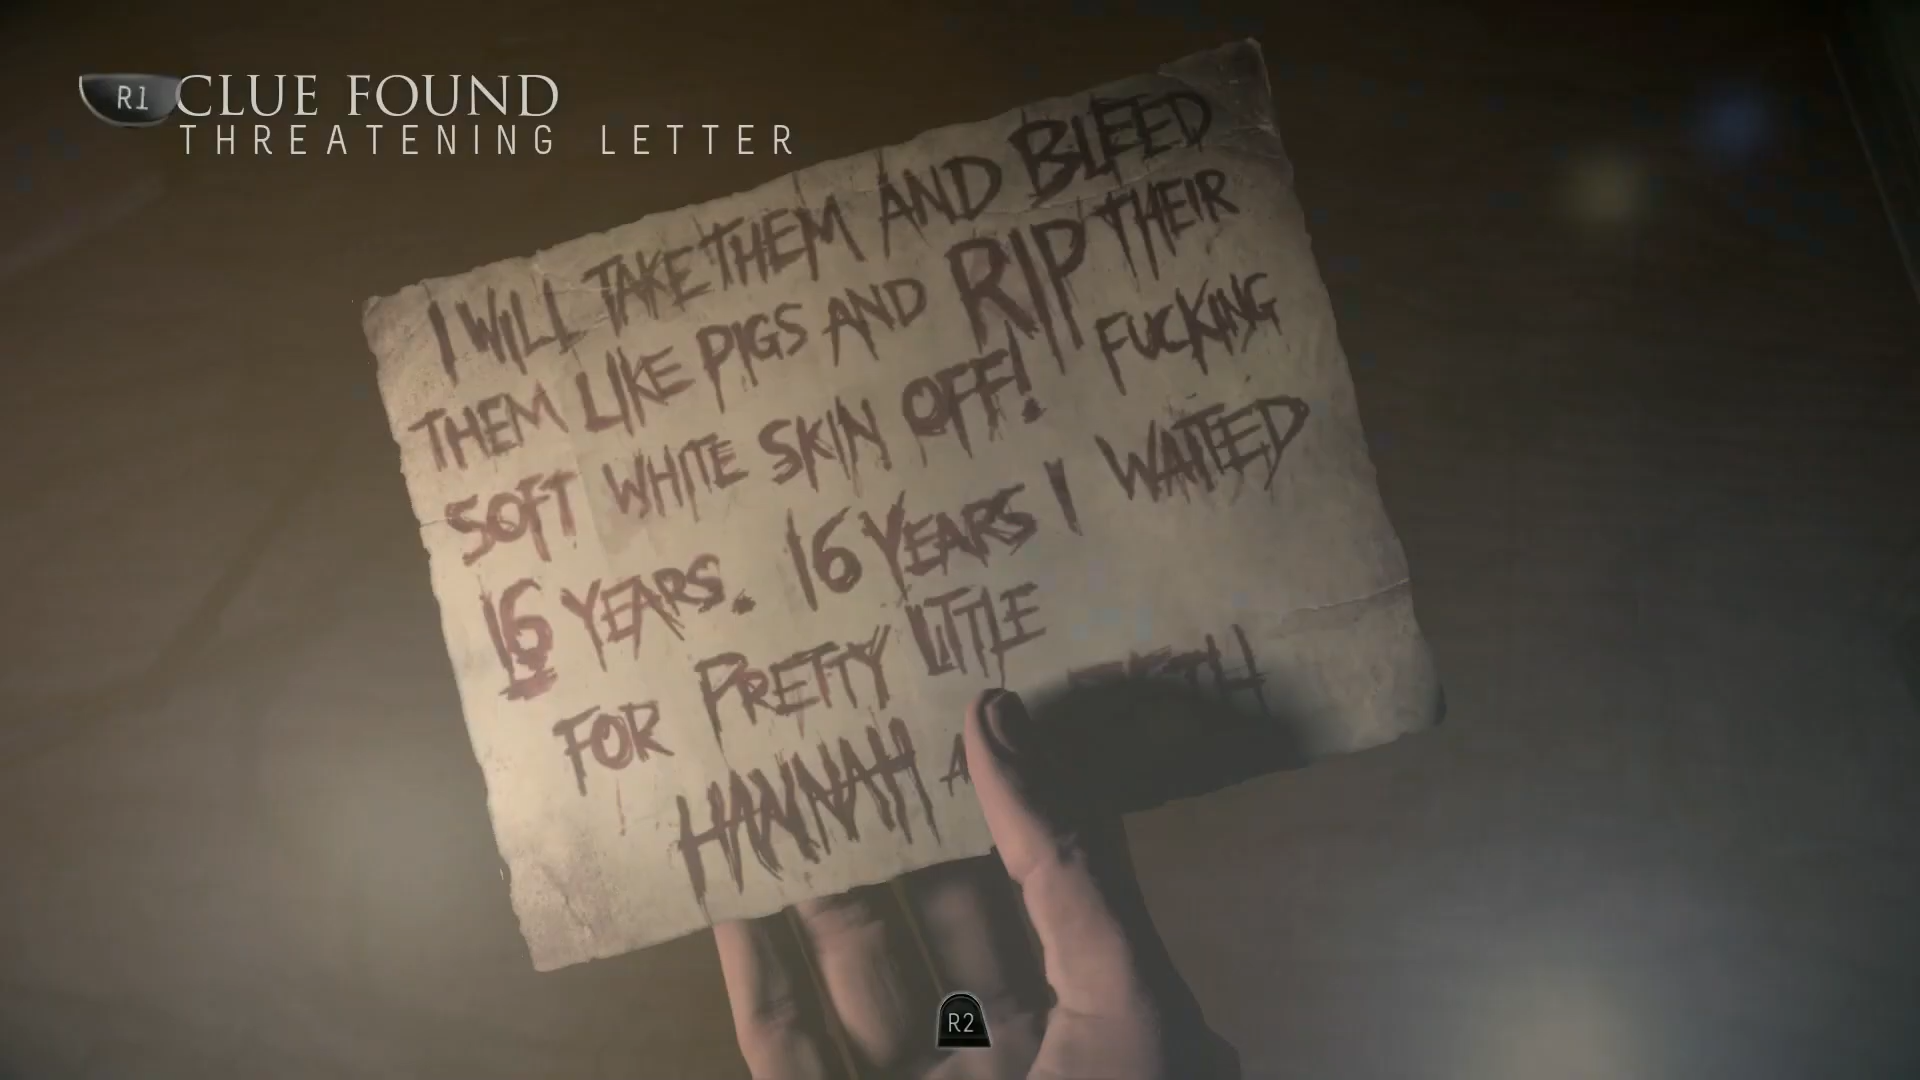 R1 CLUE FOUND
THREATENING LETTER
I WILL TAKE THEM AND BLEED
THEM LIKE PIGS AND RIP THEIR
SOFT WHITE SKIN OFF! FUCKING
16 YEARS. 16 YEARS I WAITED
FOR PRETTY LITTLE
HANNAH
R2